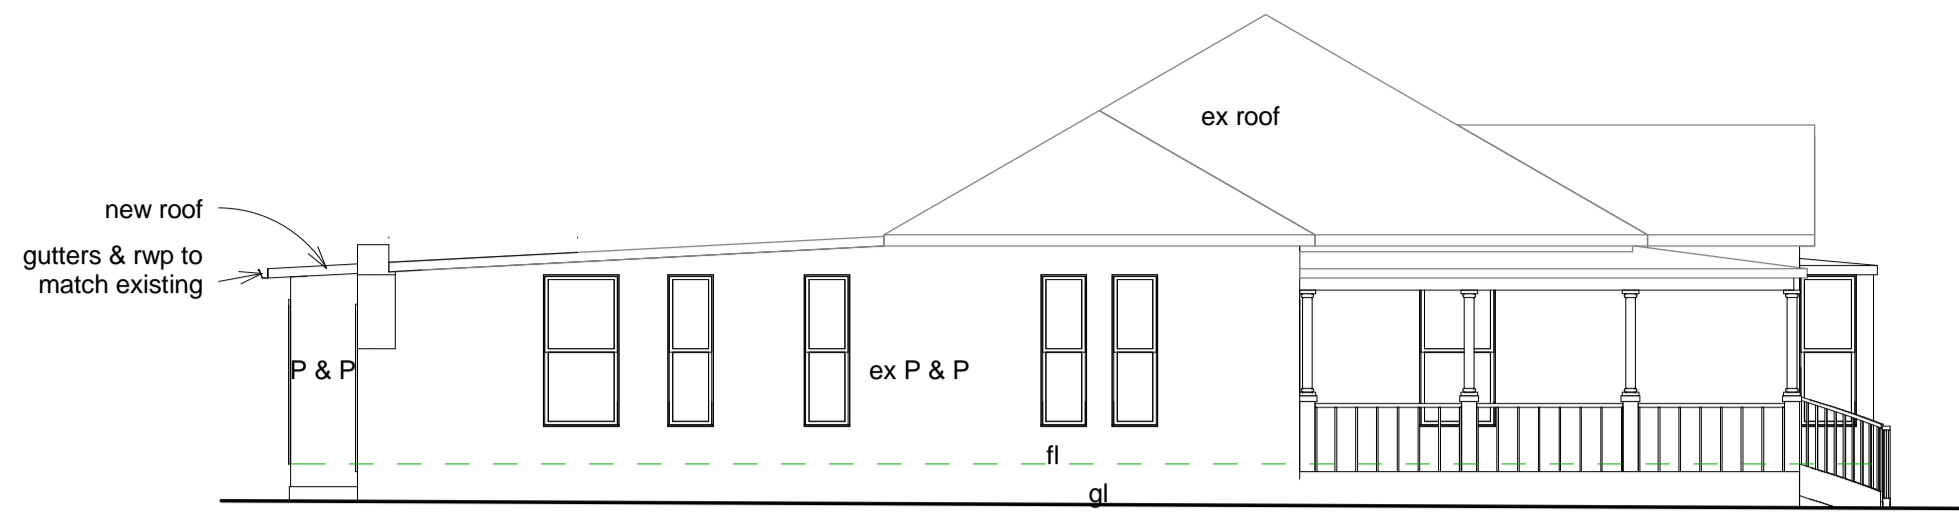 ex roof
new roof
gutters & rwp to
match existing
P & P
ex P & P
fl
gl